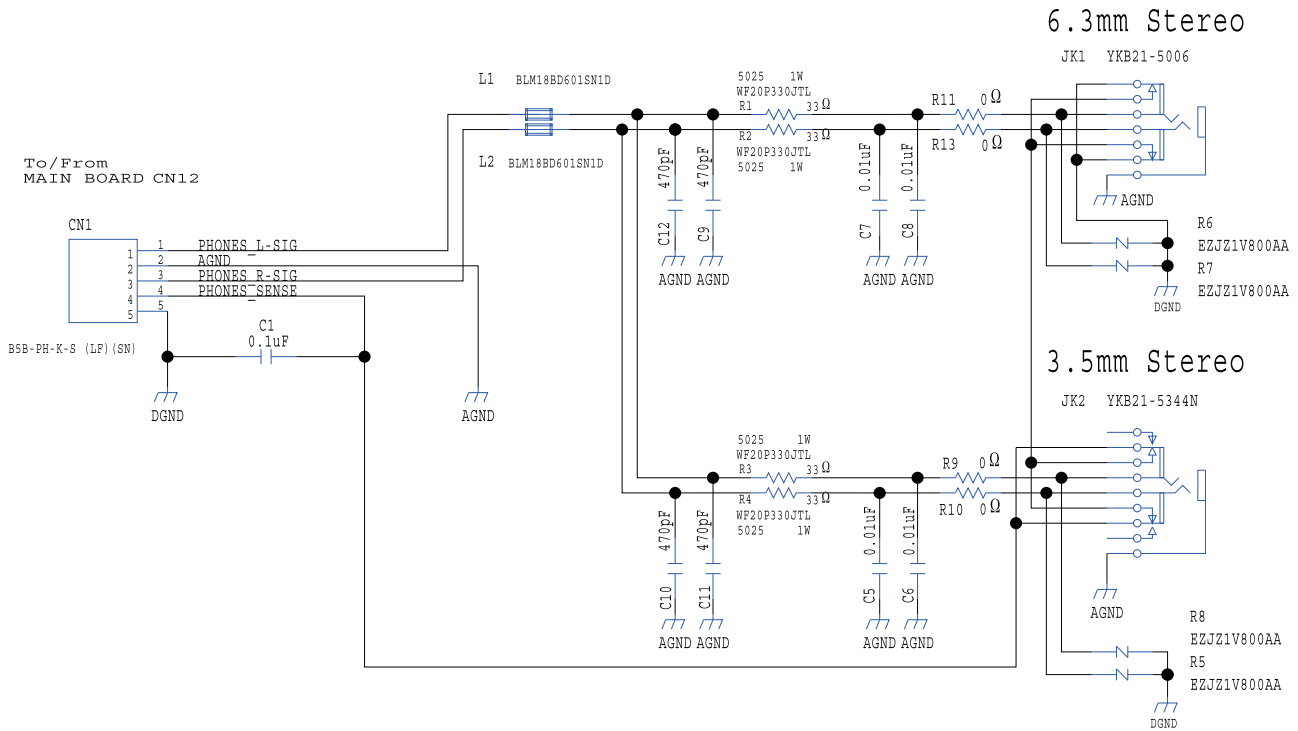 6.3mm Stereo
JK1 YKB21-5006
L1 BLM18BD601SN1D
5025 1W
WF20P330JTL
R1 33Ω
R2 33Ω
WF20P330JTL
5025 1W
R11 0Ω
R13 0Ω
L2 BLM18BD601SN1D
To/From
MAIN BOARD CN12
470pF
470pF
0.01uF
0.01uF
C12
C9
C7
C8
AGND
AGND
AGND
AGND
AGND
CN1
1 1 PHONES_L-SIG
2 2 AGND
3 3 PHONES_R-SIG
4 4 PHONES_SENSE
5 5
B5B-PH-K-S (LF)(SN)
C1
0.1uF
DGND
AGND
R6
EZJZ1V800AA
R7
EZJZ1V800AA
DGND
3.5mm Stereo
JK2 YKB21-5344N
5025 1W
WF20P330JTL
R3 33Ω
R4 33Ω
WF20P330JTL
5025 1W
R9 0Ω
R10 0Ω
470pF
470pF
0.01uF
0.01uF
C10
C11
C5
C6
AGND
AGND
AGND
AGND
AGND
R8
EZJZ1V800AA
R5
EZJZ1V800AA
DGND